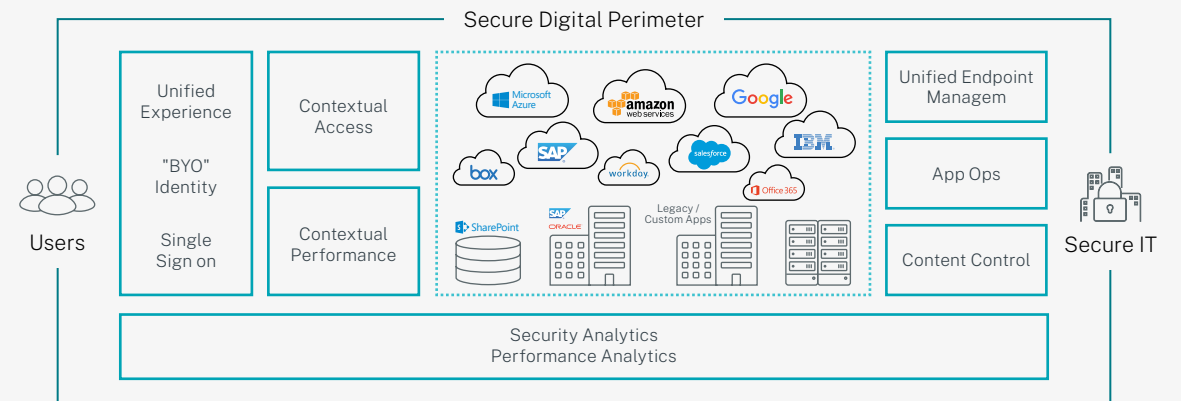 Secure Digital Perimeter
Users
Unified
Experience
"BYO"
Identity
Single
Sign on
Contextual
Access
Contextual
Performance
Microsoft
Azure
amazon
web services
Google
SAP
salesforce
IBM
box
workday.
Office 365
SharePoint
SAP
ORACLE
Legacy /
Custom Apps
Unified Endpoint
Managem
App Ops
Content Control
Secure IT
Security Analytics
Performance Analytics